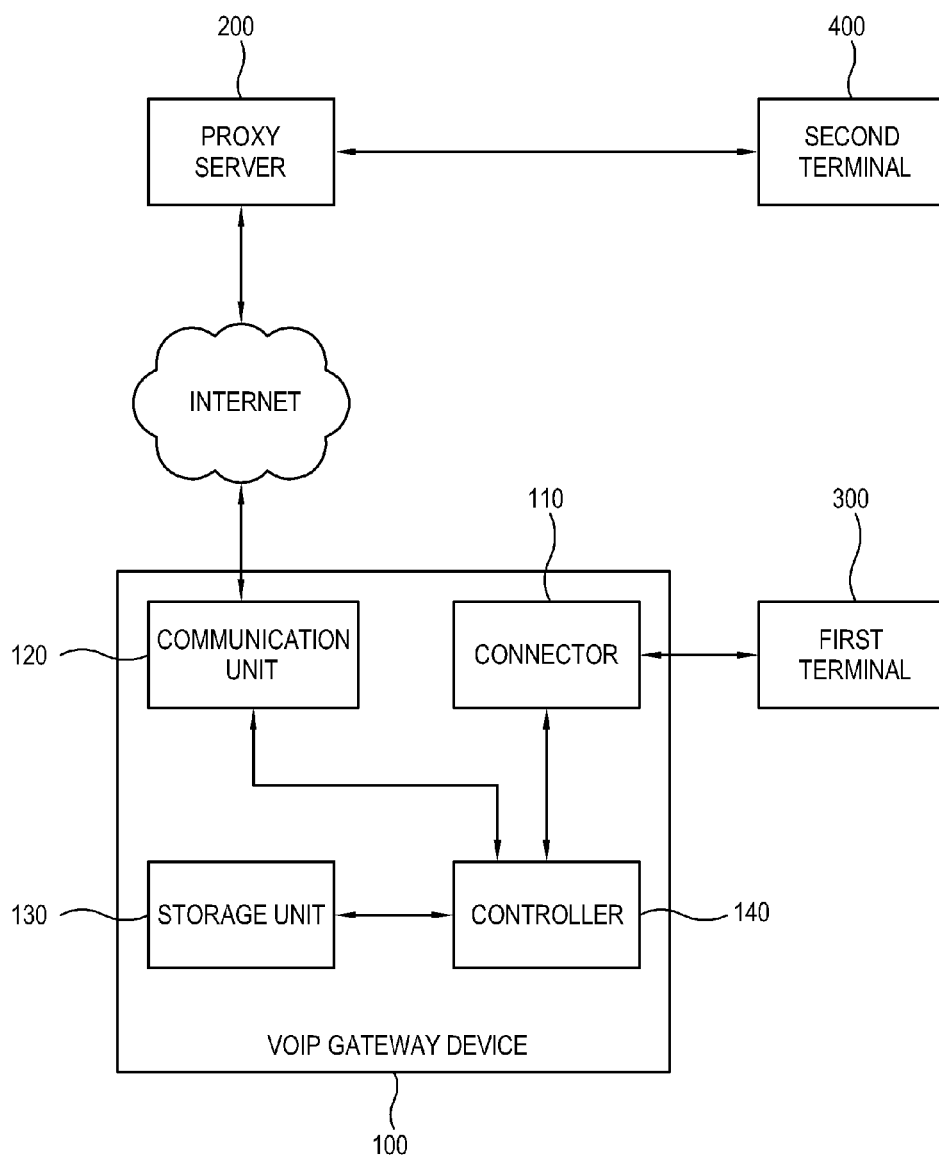 200
400
PROXY
SERVER
SECOND
TERMINAL
INTERNET
110
300
120
COMMUNICATION
UNIT
CONNECTOR
FIRST
TERMINAL
130
STORAGE UNIT
CONTROLLER
140
VOIP GATEWAY DEVICE
100